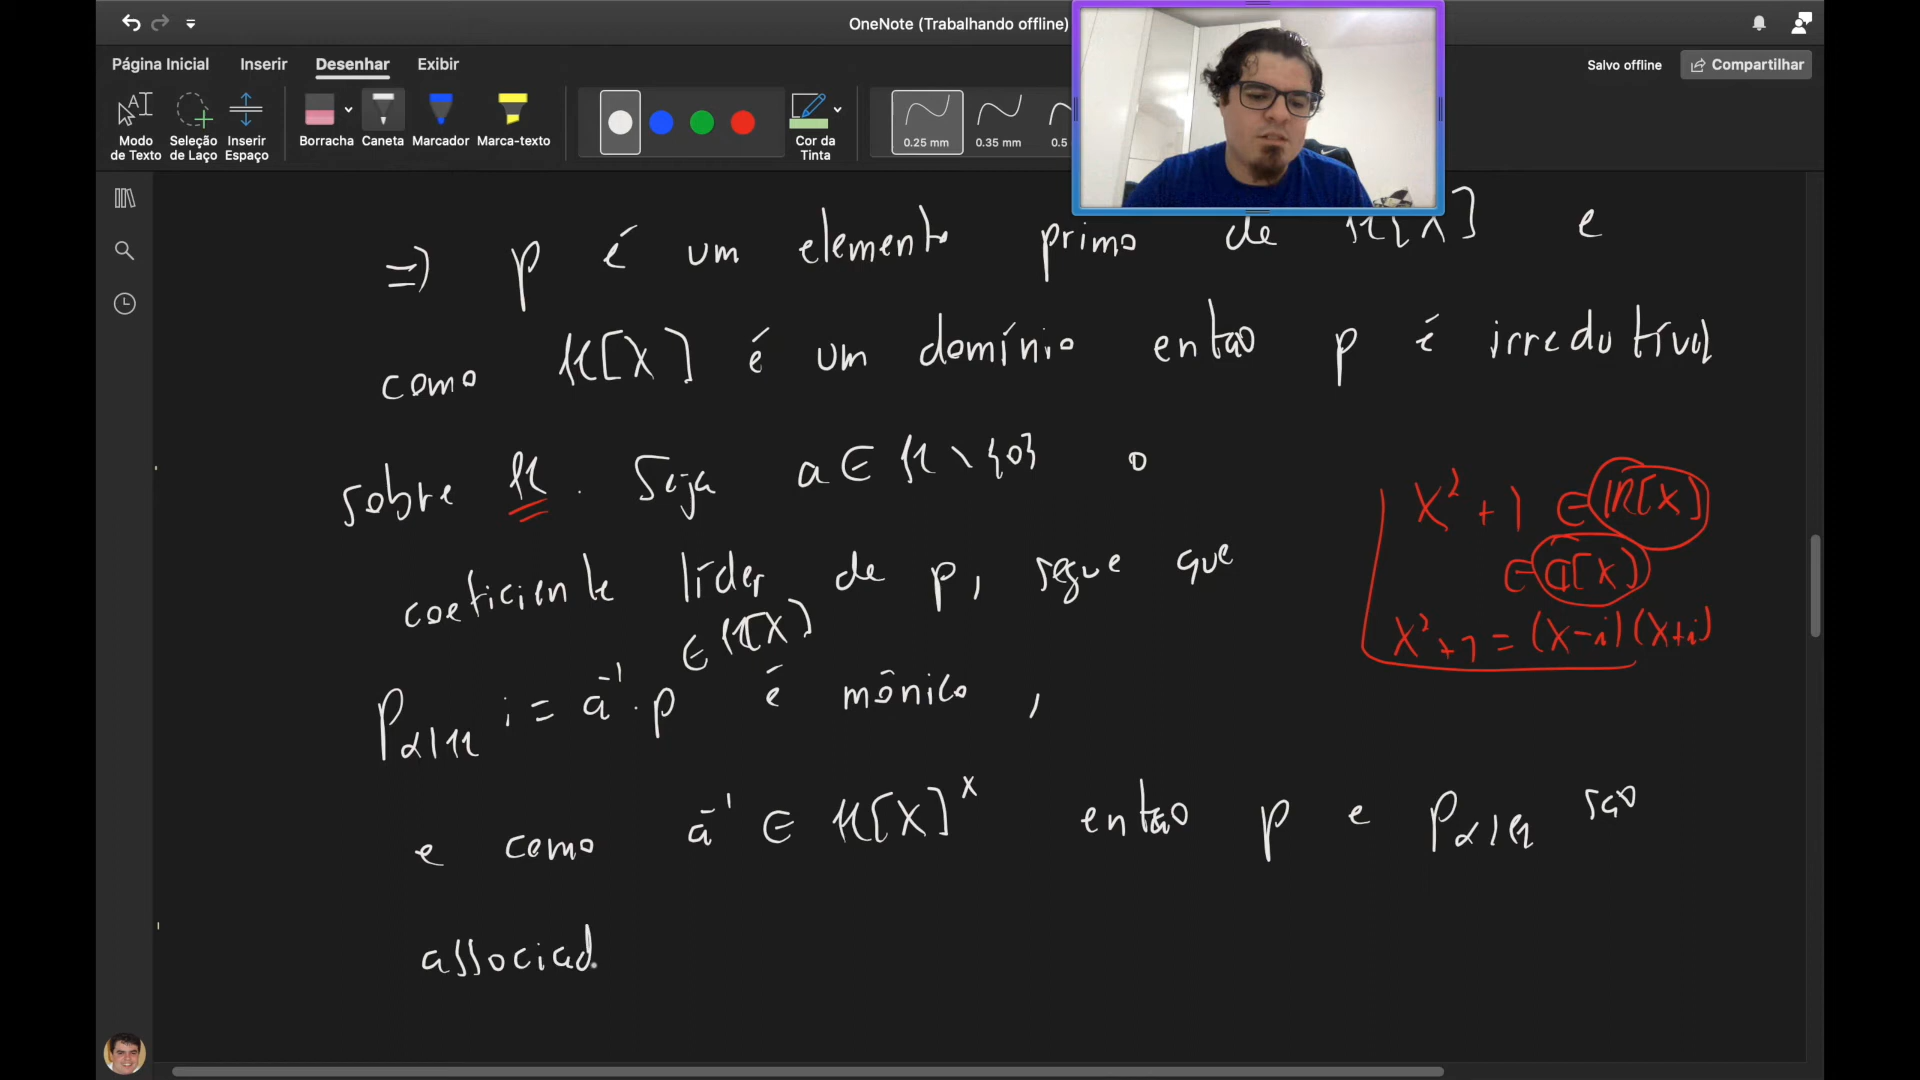 OneNote (Trabalhando offline)
Página Inicial Inserir Desenhar Exibir
Salvo offline Compartilhar
Modo de Texto Seleção de Laço Inserir Espaço Borracha Caneta Marcador Marca-texto Cor da Tinta 0.25 mm 0.35 mm 0.5
⇒) p é um elemento primo de K[X] e
como K[X] é um domínio então p é irredutível
sobre K. Seja a ∈ K \ {0} o
coeficiente líder de p, segue que
P_{α|K} := a⁻¹·p ∈ K[X] é mônico,
e como a⁻¹ ∈ K[X]^× então p e P_{α|K} são
associad
X² + 1 ∈ ℝ[X]
∈ ℂ[X]
X² + 1 = (X - i)(X + i)